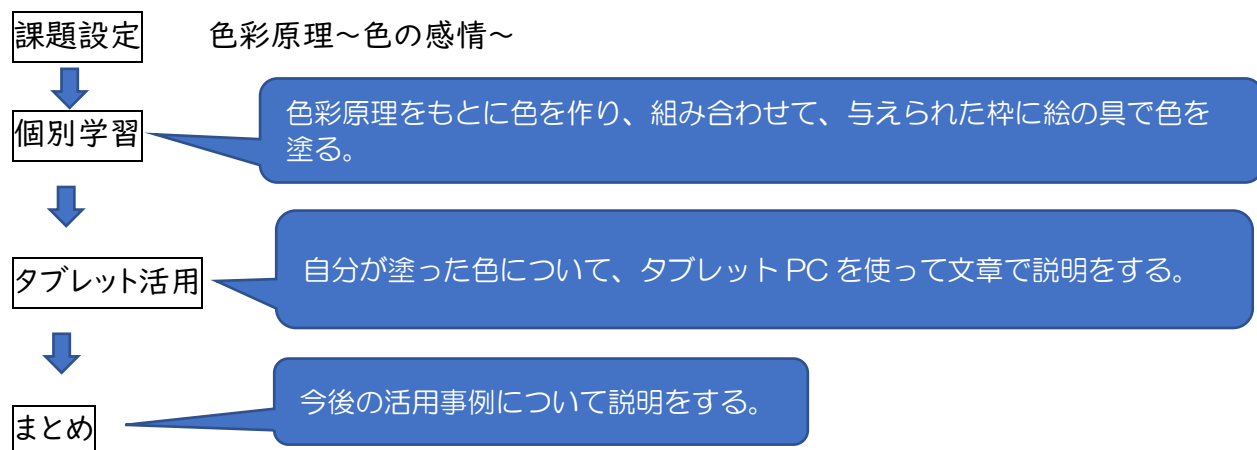 課題設定 色彩原理～色の感情～
個別学習
色彩原理をもとに色を作り、組み合わせて、与えられた枠に絵の具で色を
塗る。
タブレット活用
自分が塗った色について、タブレット PC を使って文章で説明をする。
まとめ
今後の活用事例について説明をする。